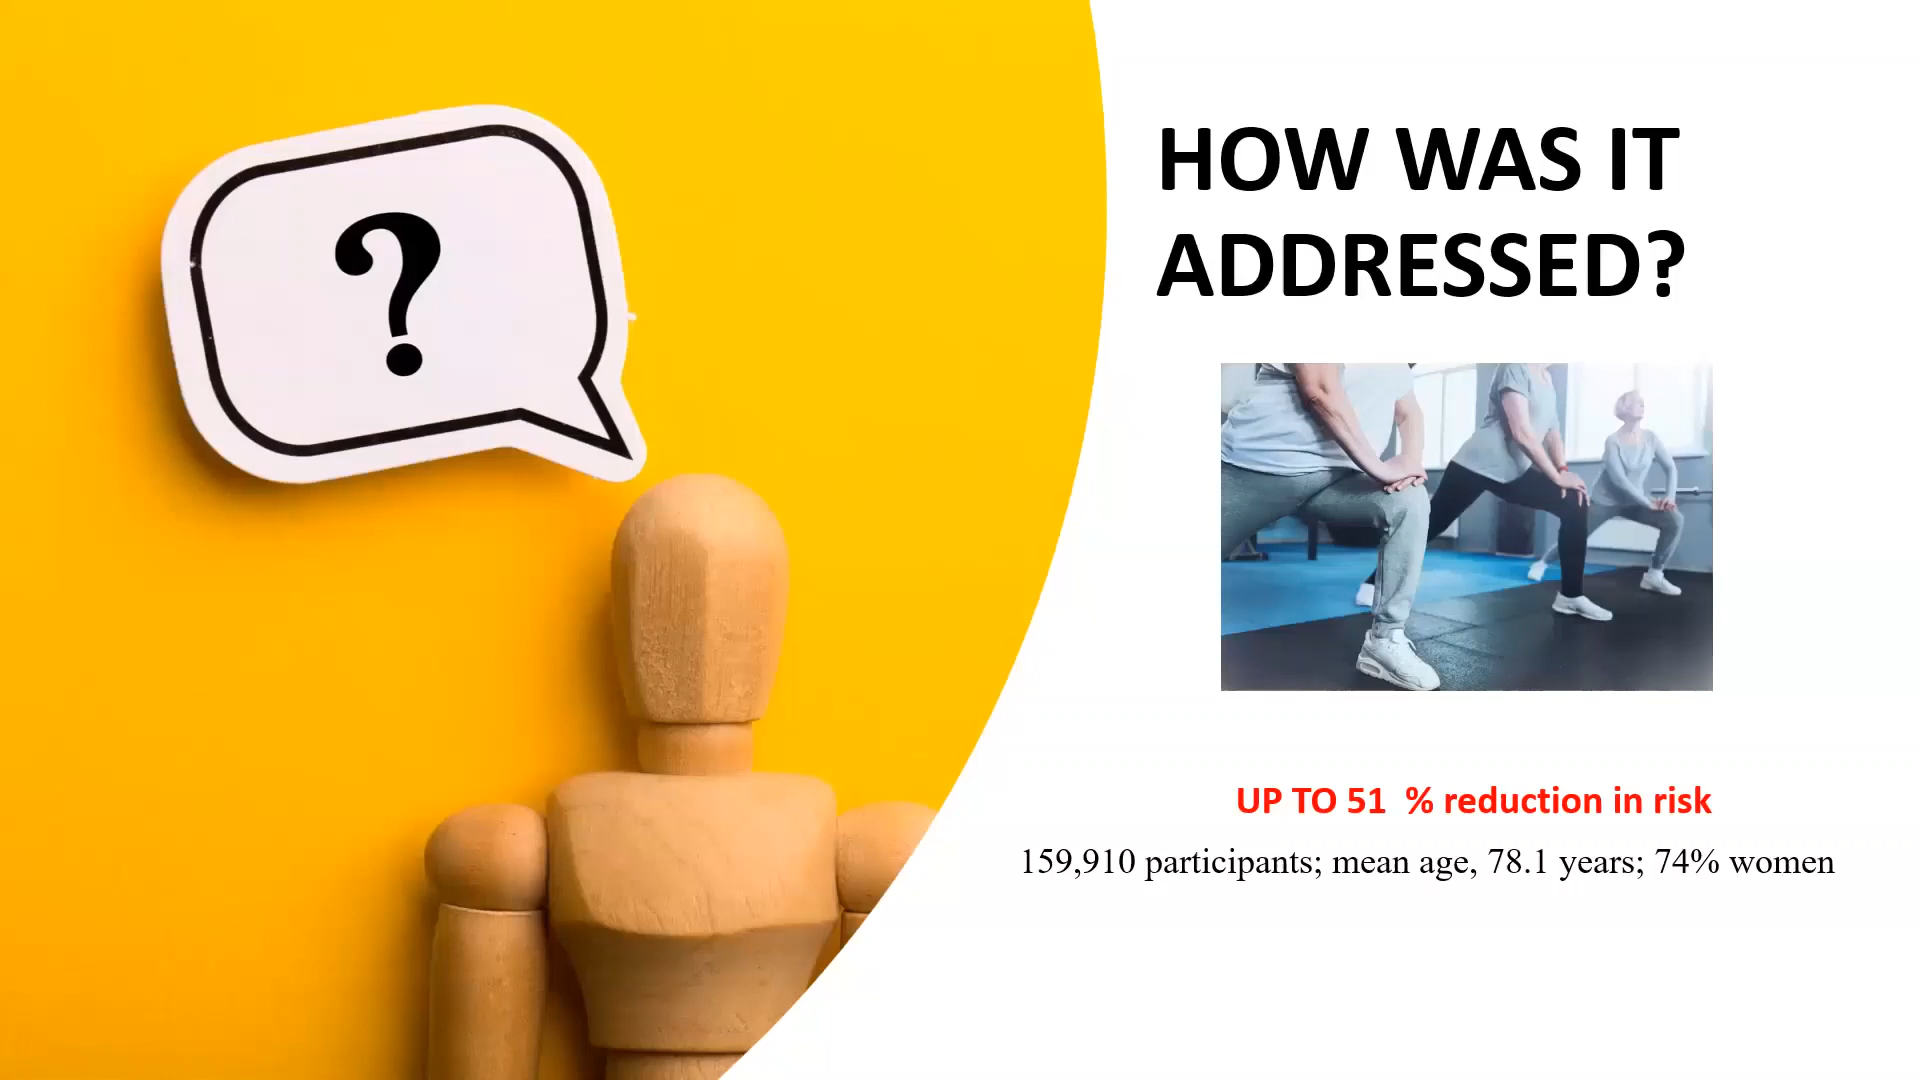 ?
HOW WAS IT
ADDRESSED?
UP TO 51  % reduction in risk
159,910 participants; mean age, 78.1 years; 74% women